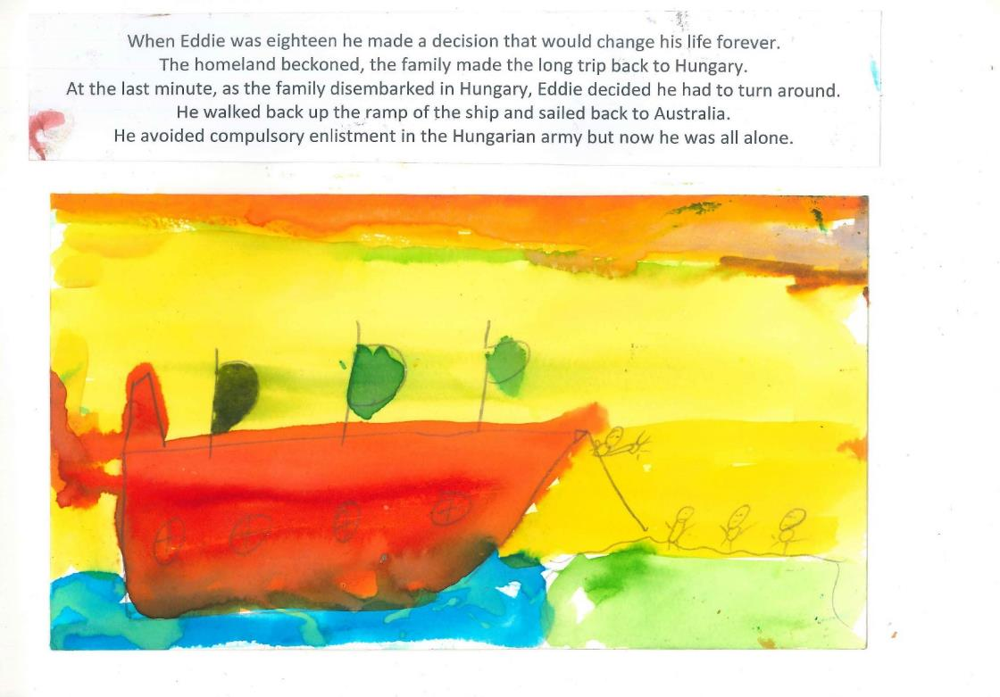 When Eddie was eighteen he made a decision that would change his life forever.
The homeland beckoned, the family made the long trip back to Hungary.
At the last minute, as the family disembarked in Hungary, Eddie decided he had to turn around.
He walked back up the ramp of the ship and sailed back to Australia.
He avoided compulsory enlistment in the Hungarian army but now he was all alone.